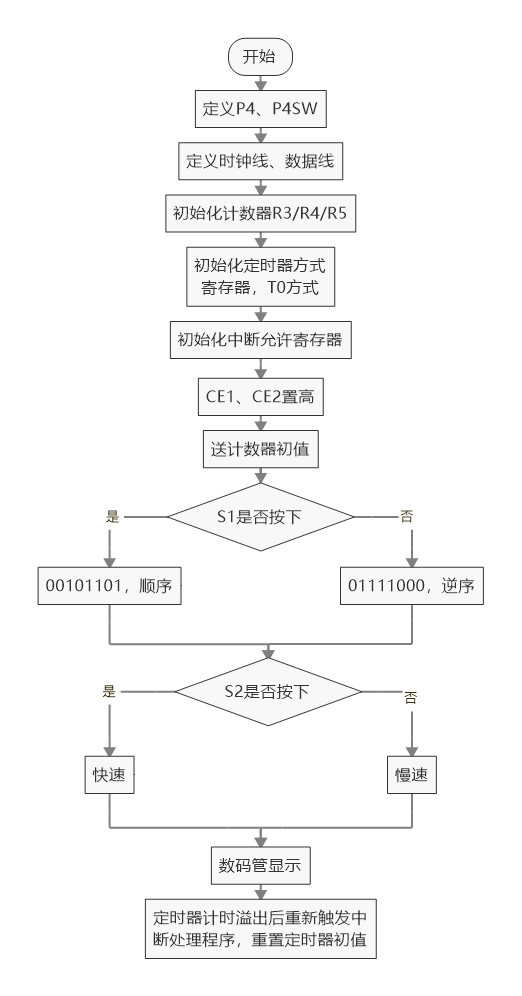 开始
定义P4、P4SW
定义时钟线、数据线
初始化计数器R3/R4/R5
初始化定时器方式
寄存器，T0方式
初始化中断允许寄存器
CE1、CE2置高
送计数器初值
S1是否按下
是
否
00101101，顺序
01111000，逆序
S2是否按下
是
否
快速
慢速
数码管显示
定时器计时溢出后重新触发中
断处理程序，重置定时器初值